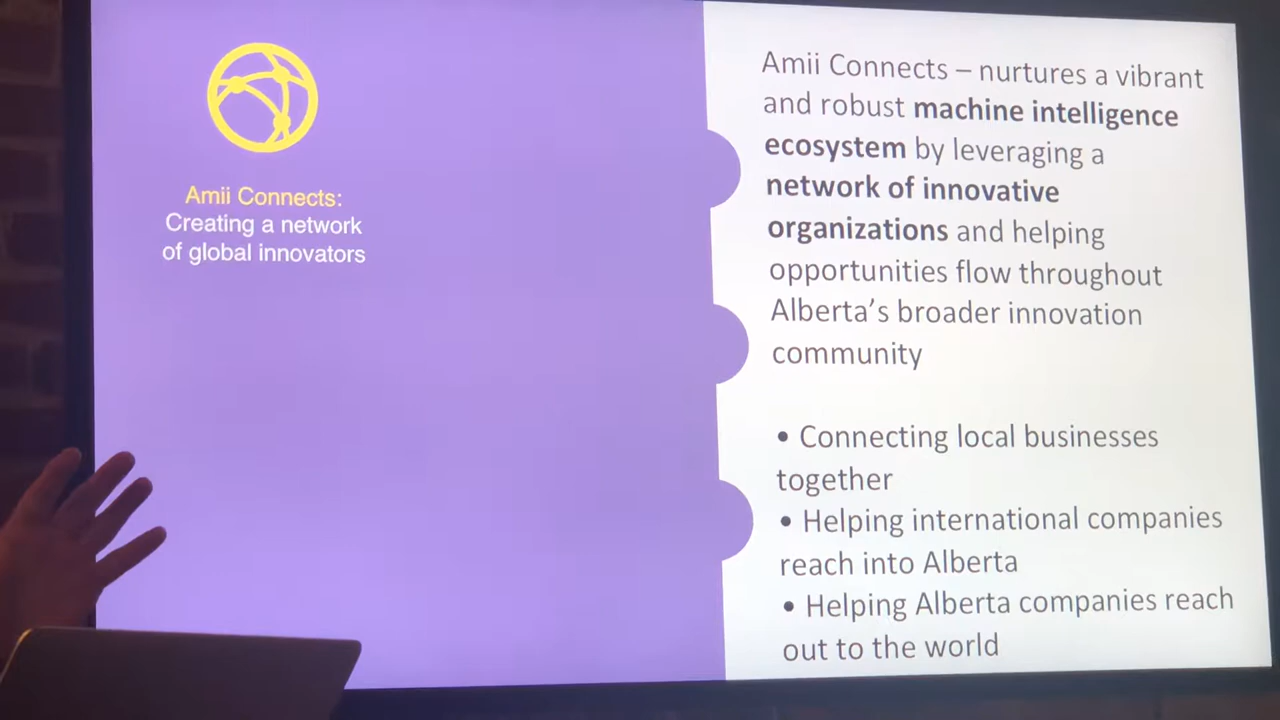 Amii Connects:
Creating a network
of global innovators
Amii Connects – nurtures a vibrant
and robust machine intelligence
ecosystem by leveraging a
network of innovative
organizations and helping
opportunities flow throughout
Alberta’s broader innovation
community
• Connecting local businesses
together
• Helping international companies
reach into Alberta
• Helping Alberta companies reach
out to the world